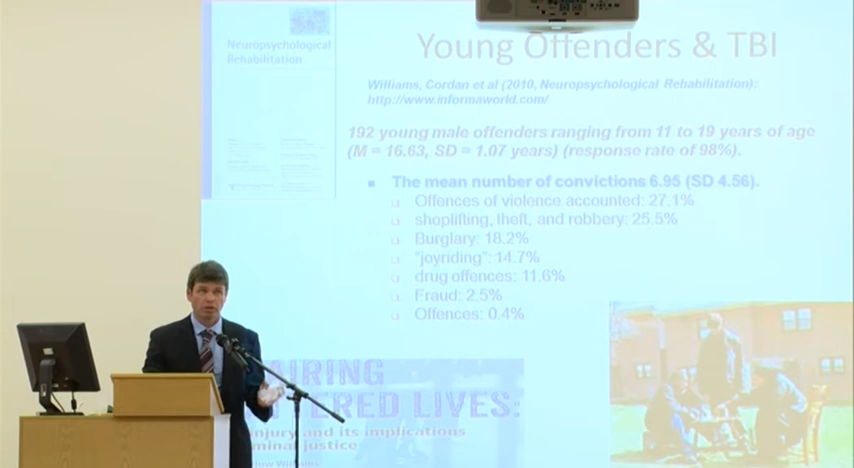 Neuropsychological
Rehabilitation
Young Offenders & TBI
Williams, Cordan et al (2010, Neuropsychological Rehabilitation):
http://www.informaworld.com/
192 young male offenders ranging from 11 to 19 years of age
(M = 16.63, SD = 1.07 years) (response rate of 98%).
The mean number of convictions 6.95 (SD 4.56).
Offences of violence accounted: 27.1%
shoplifting, theft, and robbery: 25.5%
Burglary: 18.2%
"joyriding": 14.7%
drug offences: 11.6%
Fraud: 2.5%
Offences: 0.4%
AIRING
TERED LIVES:
njury and its implications
minal justice
Williams